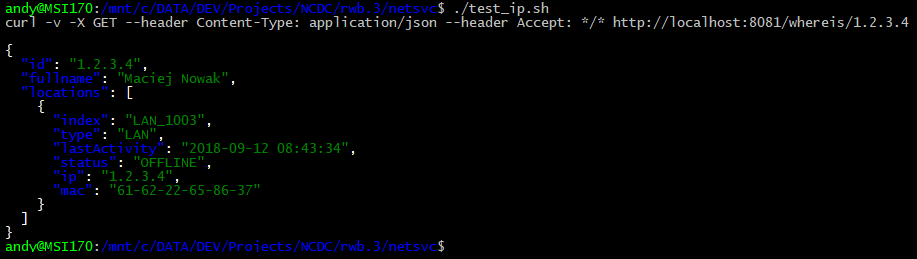 andy@MSI170:/mnt/c/DATA/DEV/Projects/NCDC/rwb.3/netsvc$ ./test_ip.sh
curl -v -X GET --header Content-Type: application/json --header Accept: */* http://localhost:8081/whereis/1.2.3.4
{
"id": "1.2.3.4",
"fullname": "Maciej Nowak",
"locations": [
{
"index": "LAN_1003",
"type": "LAN",
"lastActivity": "2018-09-12 08:43:34",
"status": "OFFLINE",
"ip": "1.2.3.4",
"mac": "61-62-22-65-86-37"
}
]
}
andy@MSI170:/mnt/c/DATA/DEV/Projects/NCDC/rwb.3/netsvc$